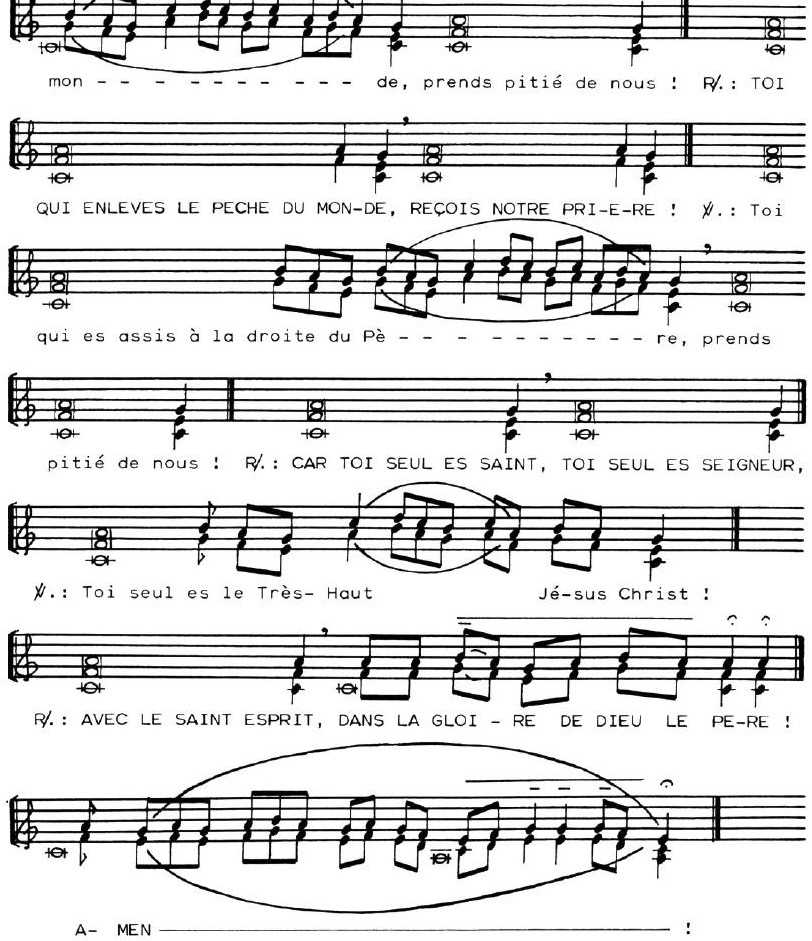 mon - - - - - - - - - de, prends pitié de nous ! ℟.: TOI
QUI ENLEVES LE PECHE DU MON-DE, REÇOIS NOTRE PRI-E-RE ! ℣.: Toi
qui es assis à la droite du Pè - - - - - - - - - - re, prends
pitié de nous ! ℟.: CAR TOI SEUL ES SAINT, TOI SEUL ES SEIGNEUR,
℣.: Toi seul es le Très- Haut Jé-sus Christ !
℟.: AVEC LE SAINT ESPRIT, DANS LA GLOI - RE DE DIEU LE PE-RE !
A- MEN ———————————————— !